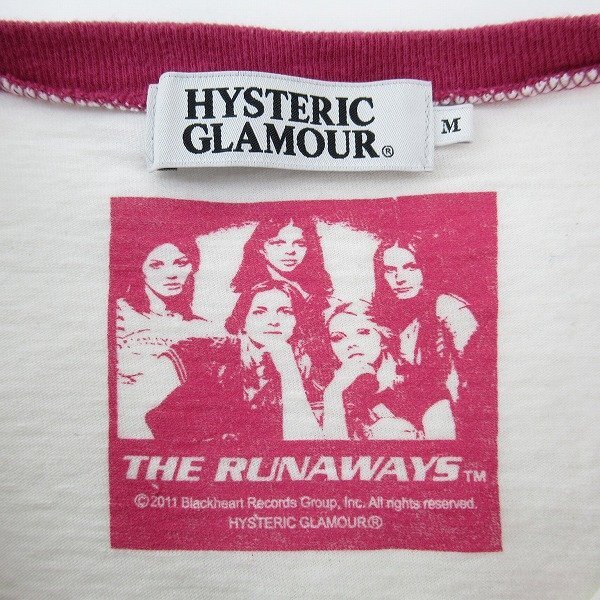 HYSTERIC
GLAMOUR®
M
THE RUNAWAYS™
©2011 Blackheart Records Group, Inc. All rights reserved.
HYSTERIC GLAMOUR®